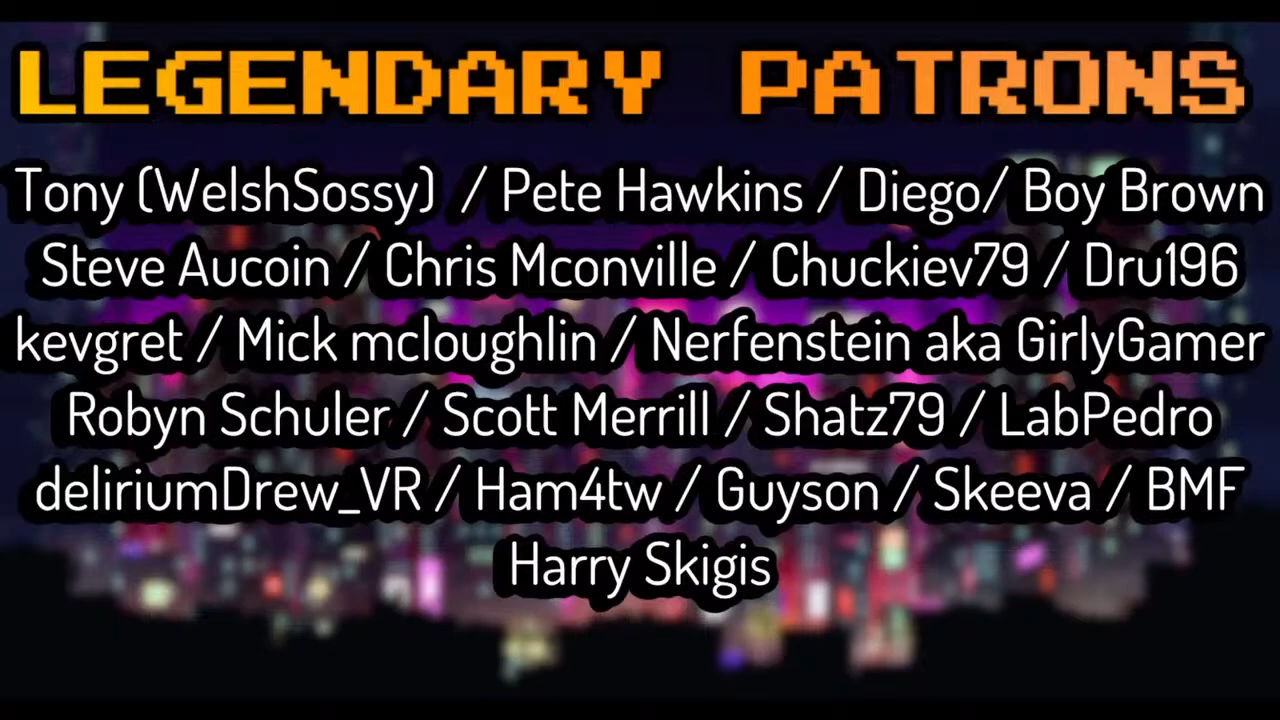 LEGENDARY PATRONS
Tony (WelshSossy) / Pete Hawkins / Diego/ Boy Brown
Steve Aucoin / Chris Mconville / Chuckiev79 / Dru196
kevgret / Mick mcloughlin / Nerfenstein aka GirlyGamer
Robyn Schuler / Scott Merrill / Shatz79 / LabPedro
deliriumDrew_VR / Ham4tw / Guyson / Skeeva / BMF
Harry Skigis